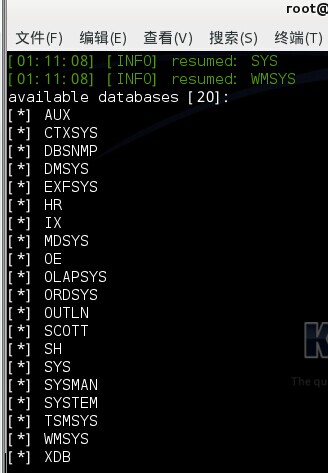 root@
文件(F) 编辑(E) 查看(V) 搜索(S) 终端(T)
[01:11:08] [INFO] resumed: SYS
[01:11:08] [INFO] resumed: WMSYS
available databases [20]:
[*] AUX
[*] CTXSYS
[*] DBSNMP
[*] DMSYS
[*] EXFSYS
[*] HR
[*] IX
[*] MDSYS
[*] OE
[*] OLAPSYS
[*] ORDSYS
[*] OUTLN
[*] SCOTT
[*] SH
[*] SYS
[*] SYSMAN
[*] SYSTEM
[*] TSMSYS
[*] WMSYS
[*] XDB
K
The qu